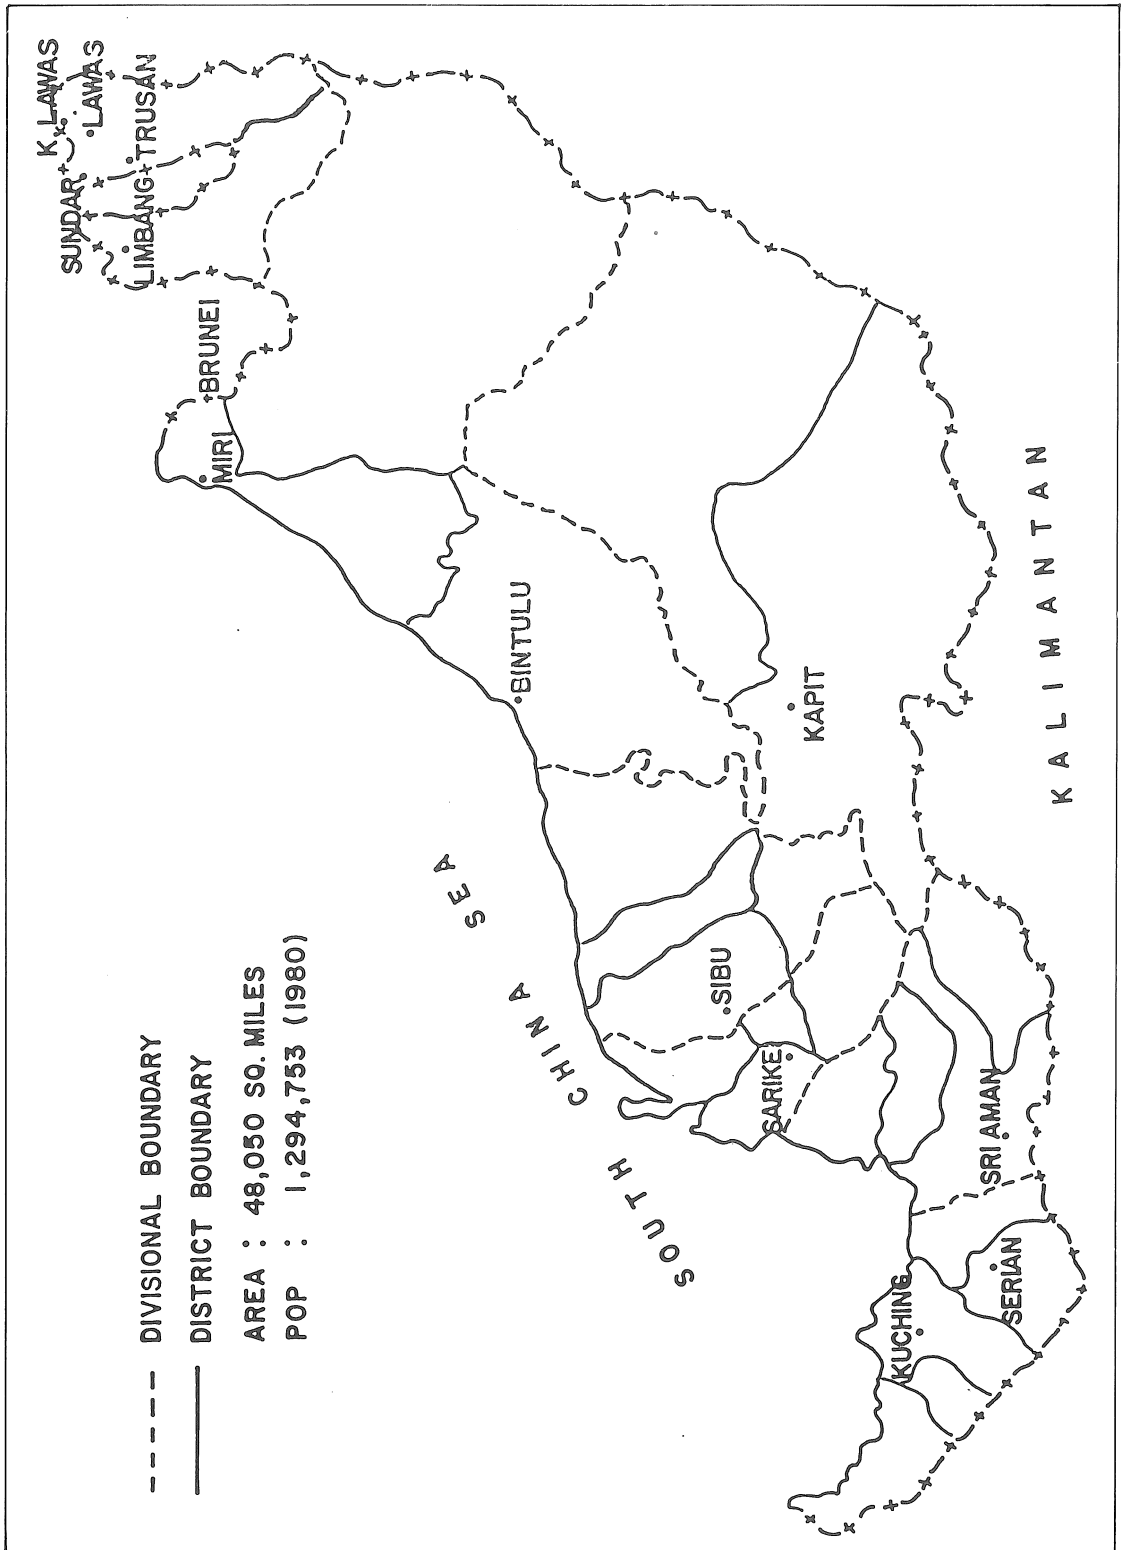 DIVISIONAL BOUNDARY
DISTRICT BOUNDARY
AREA : 48,050 SQ. MILES
POP : 1,294,753 (1980)
SOUTH CHINA SEA
K. LAWAS
LAWAS
SUNDAR
TRUSAN
LIMBANG
BRUNEI
MIRI
BINTULU
KAPIT
SIBU
SARIKE
SRI AMAN
SERIAN
KUCHING
KALIMANTAN